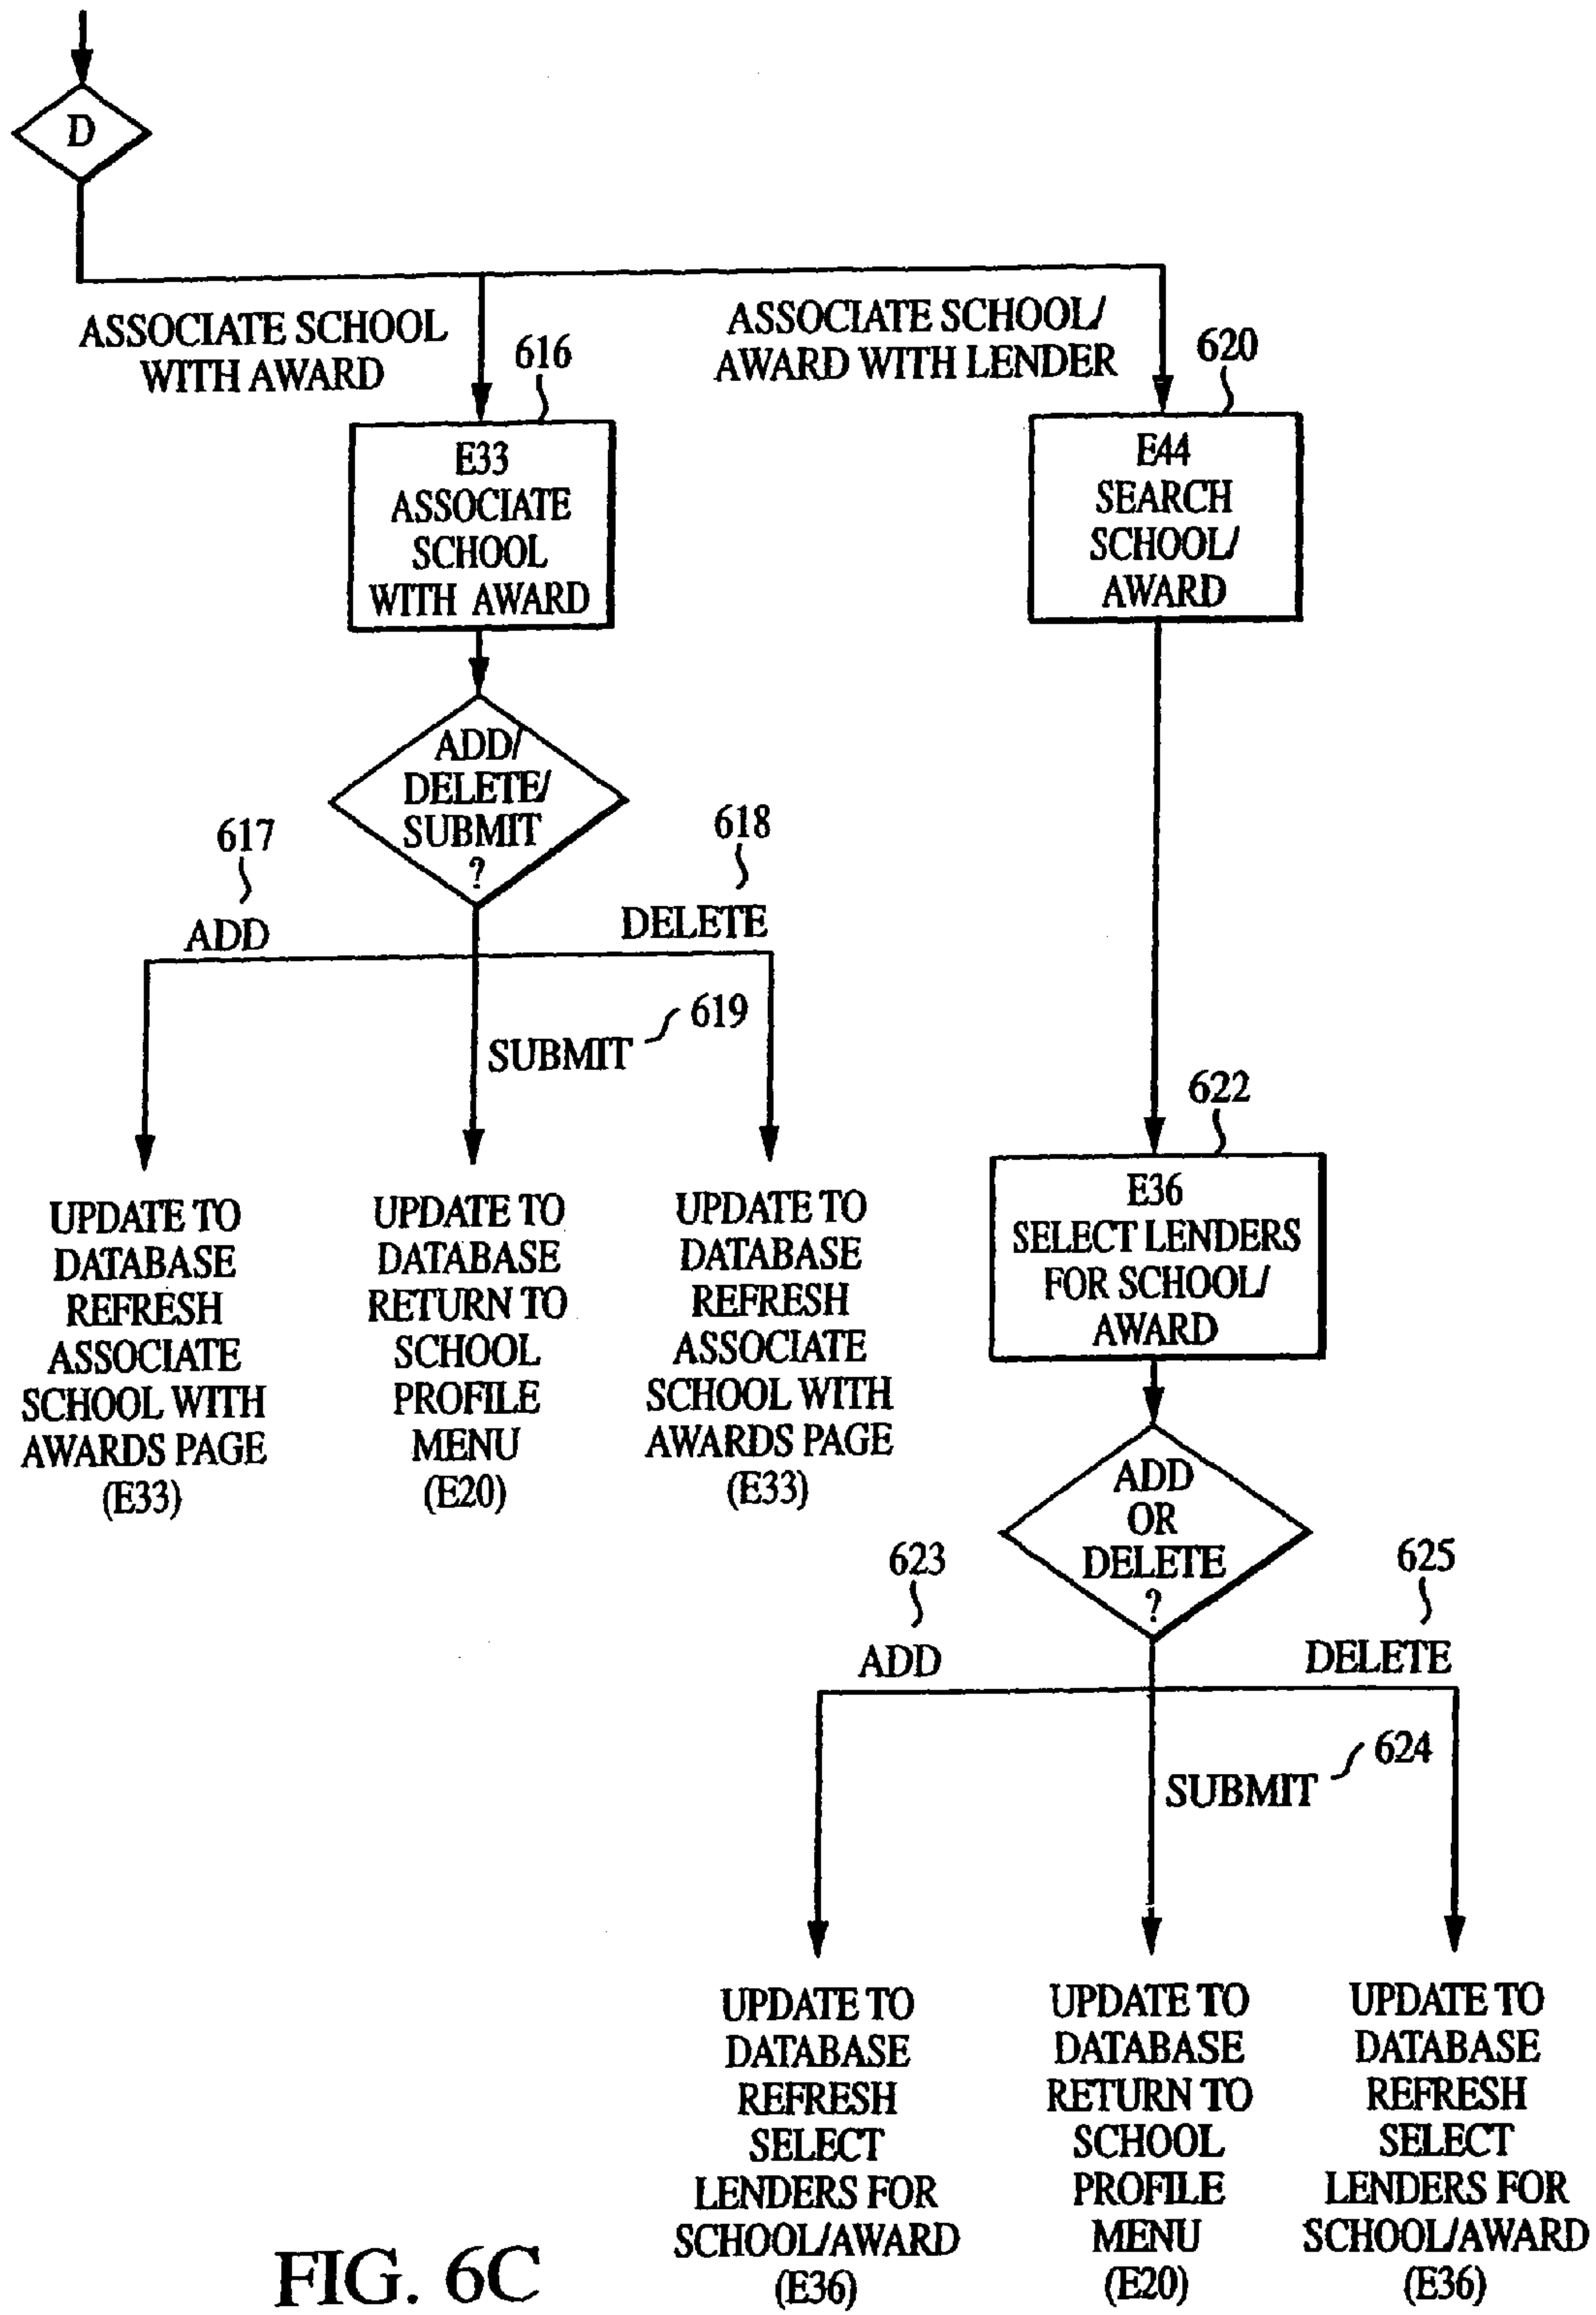 D
ASSOCIATE SCHOOL
WITH AWARD
616
ASSOCIATE SCHOOL/
AWARD WITH LENDER
620
E33
ASSOCIATE
SCHOOL
WITH AWARD
E44
SEARCH
SCHOOL/
AWARD
ADD/
DELETE/
SUBMIT
?
617
ADD
618
DELETE
619
SUBMIT
UPDATE TO
DATABASE
REFRESH
ASSOCIATE
SCHOOL WITH
AWARDS PAGE
(E33)
UPDATE TO
DATABASE
RETURN TO
SCHOOL
PROFILE
MENU
(E20)
UPDATE TO
DATABASE
REFRESH
ASSOCIATE
SCHOOL WITH
AWARDS PAGE
(E33)
622
E36
SELECT LENDERS
FOR SCHOOL/
AWARD
ADD
OR
DELETE
?
623
ADD
625
DELETE
624
SUBMIT
UPDATE TO
DATABASE
REFRESH
SELECT
LENDERS FOR
SCHOOL/AWARD
(E36)
UPDATE TO
DATABASE
RETURN TO
SCHOOL
PROFILE
MENU
(E20)
UPDATE TO
DATABASE
REFRESH
SELECT
LENDERS FOR
SCHOOL/AWARD
(E36)
FIG. 6C